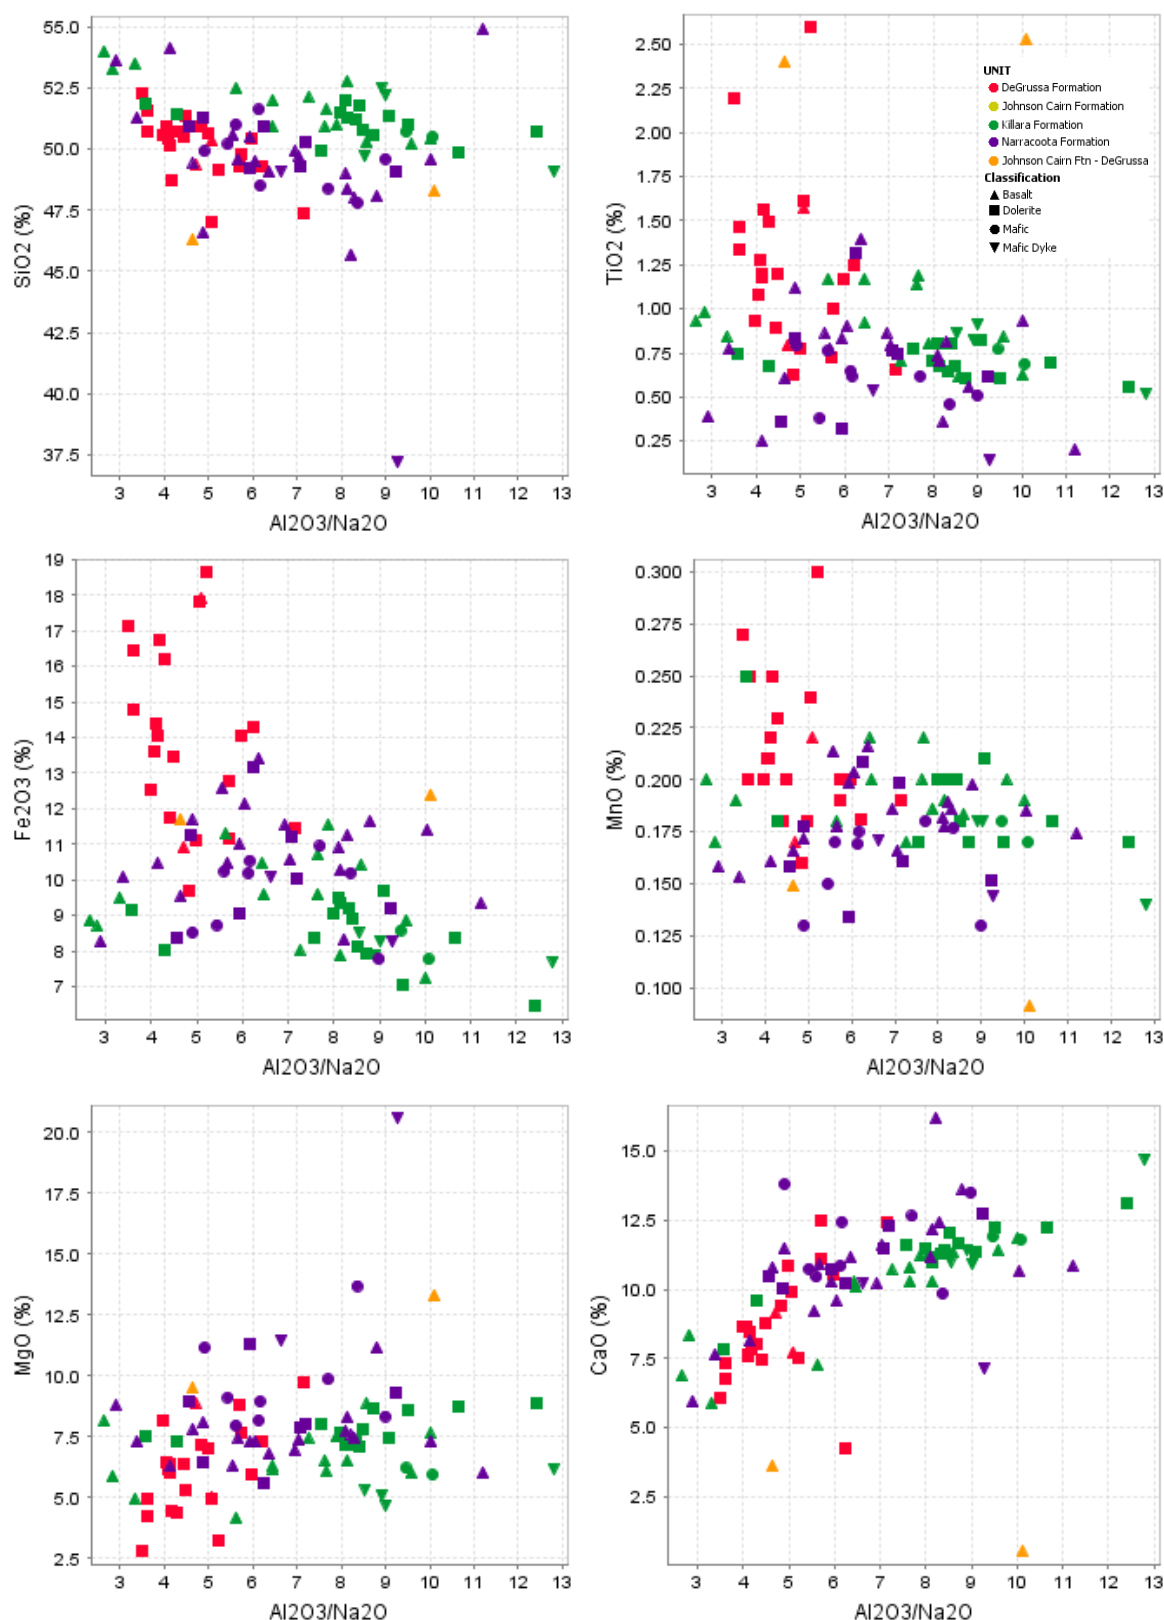 55.0
52.5
50.0
47.5
45.0
42.5
40.0
37.5
SiO2 (%)
3 4 5 6 7 8 9 10 11 12 13
Al2O3/Na2O
2.50
2.25
2.00
1.75
1.50
1.25
1.00
0.75
0.50
0.25
TiO2 (%)
3 4 5 6 7 8 9 10 11 12 13
Al2O3/Na2O
UNIT
DeGrussa Formation
Johnson Cairn Formation
Killara Formation
Narracoota Formation
Johnson Cairn Ftn - DeGrussa
Classification
Basalt
Dolerite
Mafic
Mafic Dyke
19
18
17
16
15
14
13
12
11
10
9
8
7
Fe2O3 (%)
3 4 5 6 7 8 9 10 11 12 13
Al2O3/Na2O
0.300
0.275
0.250
0.225
0.200
0.175
0.150
0.125
0.100
MnO (%)
3 4 5 6 7 8 9 10 11 12 13
Al2O3/Na2O
20.0
17.5
15.0
12.5
10.0
7.5
5.0
2.5
MgO (%)
3 4 5 6 7 8 9 10 11 12 13
Al2O3/Na2O
15.0
12.5
10.0
7.5
5.0
2.5
CaO (%)
3 4 5 6 7 8 9 10 11 12 13
Al2O3/Na2O